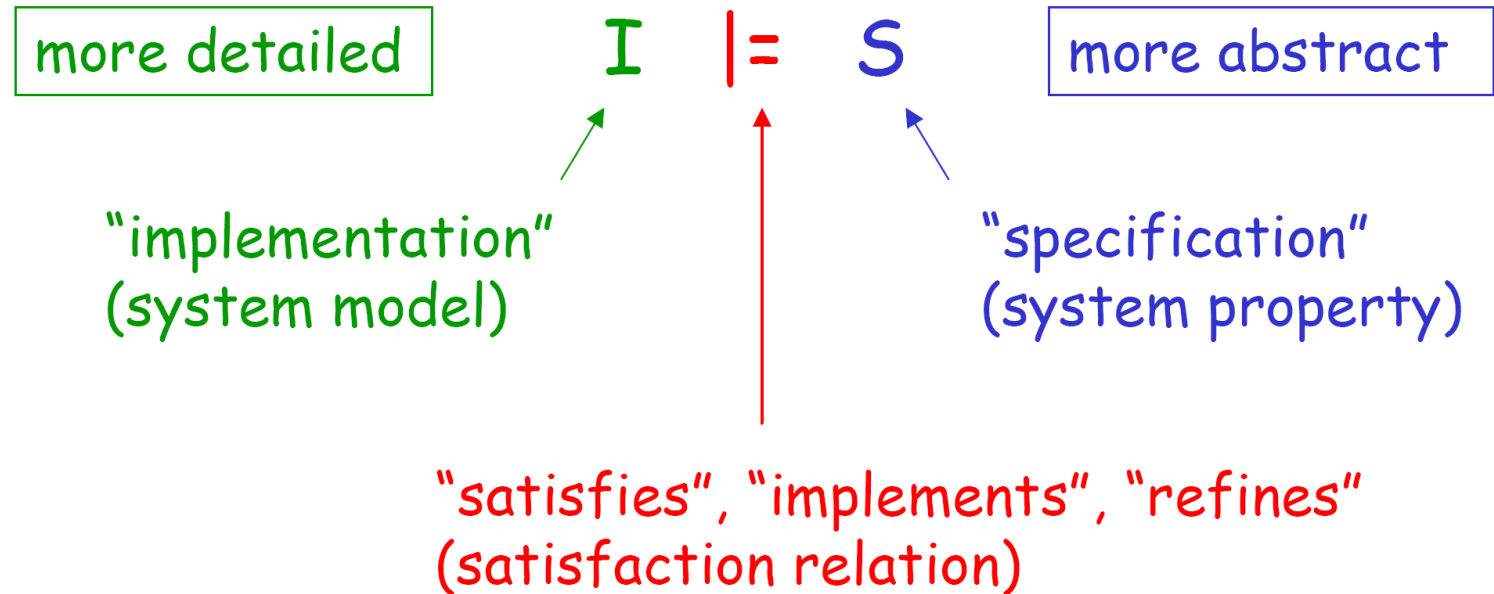 more detailed I |= S more abstract
“implementation” “specification”
(system model) (system property)
“satisfies”, “implements”, “refines”
(satisfaction relation)